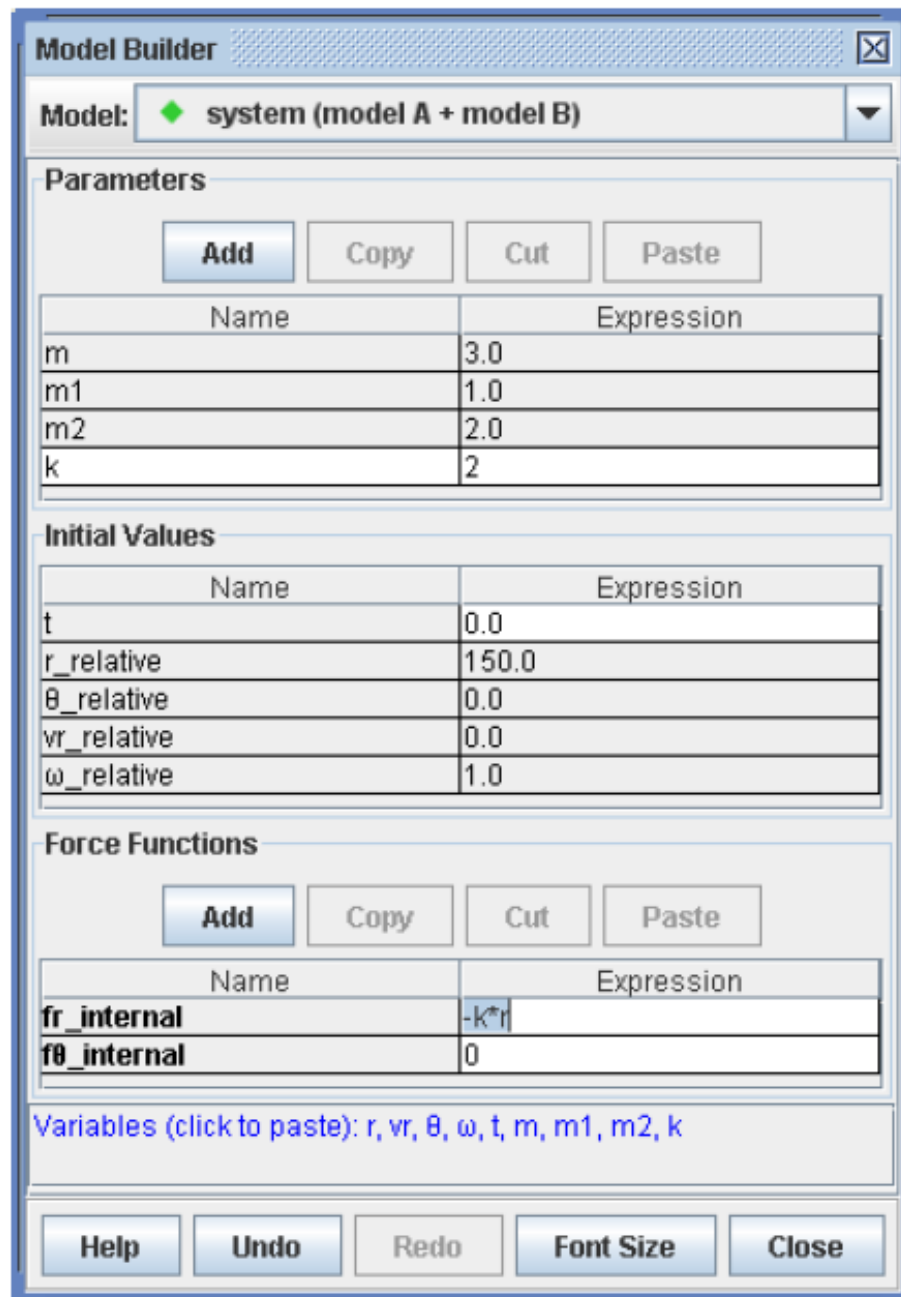 Model Builder
Model: system (model A + model B)
Parameters
Add Copy Cut Paste
Name Expression
m 3.0
m1 1.0
m2 2.0
k 2
Initial Values
Name Expression
t 0.0
r_relative 150.0
θ_relative 0.0
vr_relative 0.0
ω_relative 1.0
Force Functions
Add Copy Cut Paste
Name Expression
fr_internal -k*r
fθ_internal 0
Variables (click to paste): r, vr, θ, ω, t, m, m1, m2, k
Help Undo Redo Font Size Close